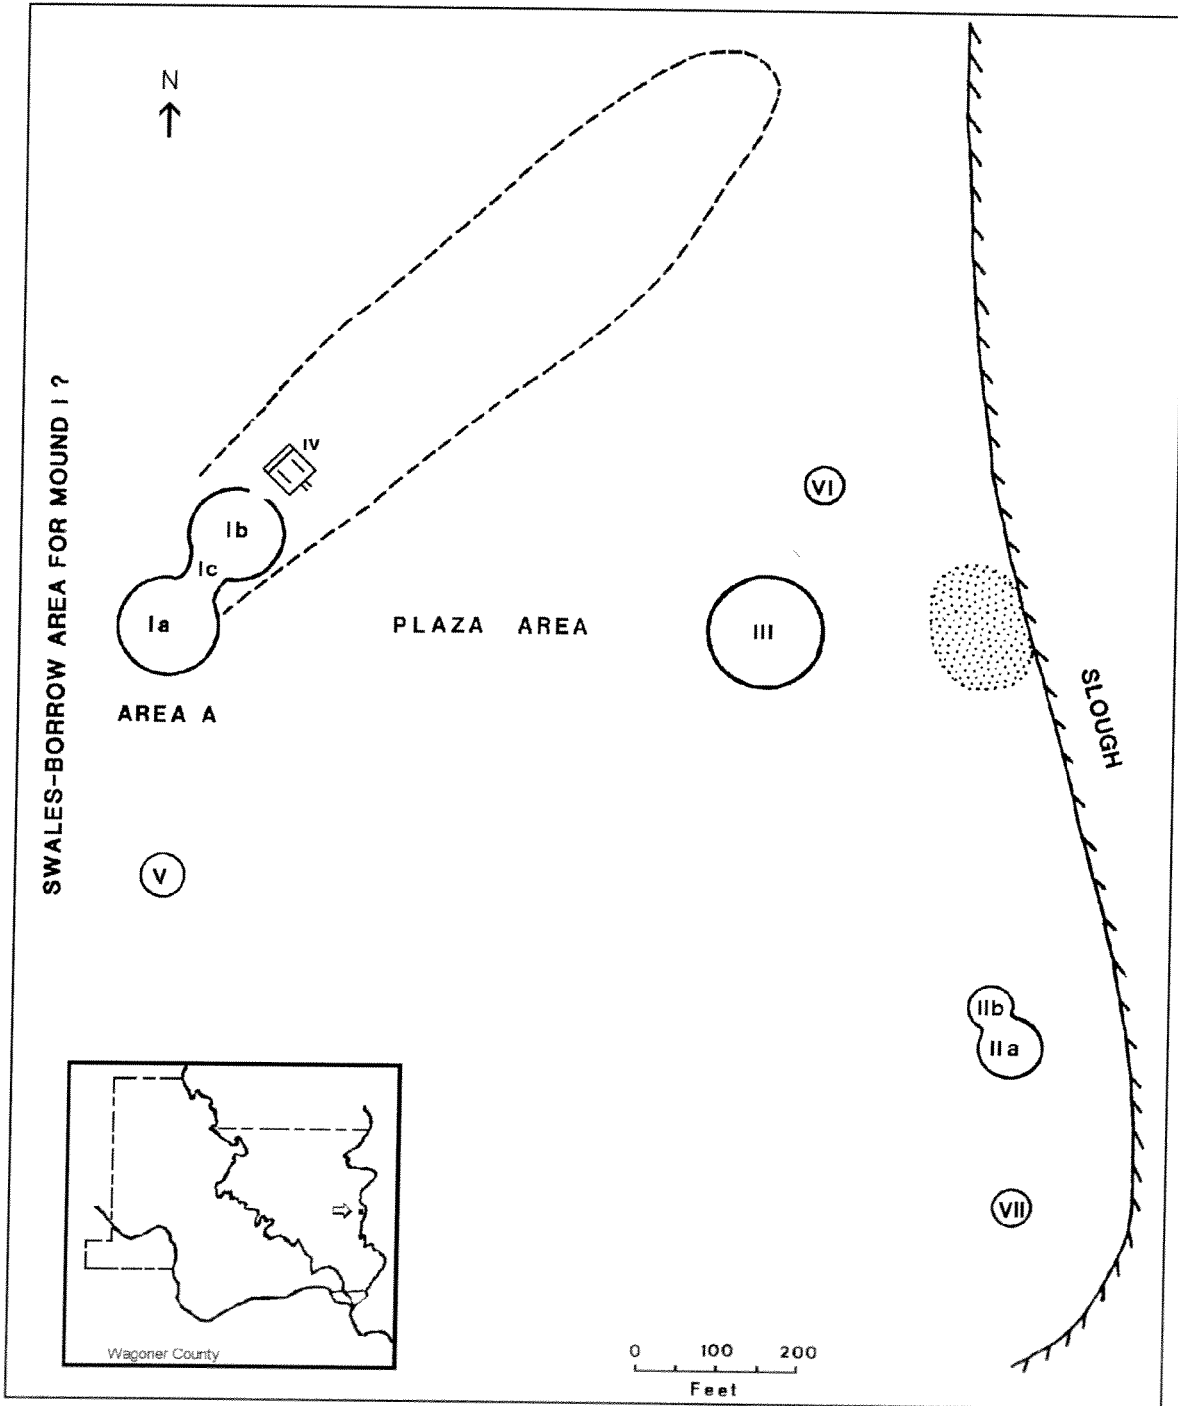 N
SWALES-BORROW AREA FOR MOUND I ?
IV
VI
Ib
Ic
Ia
PLAZA AREA
III
AREA A
SLOUGH
V
IIb
IIa
VII
Wagoner County
0 100 200
Feet